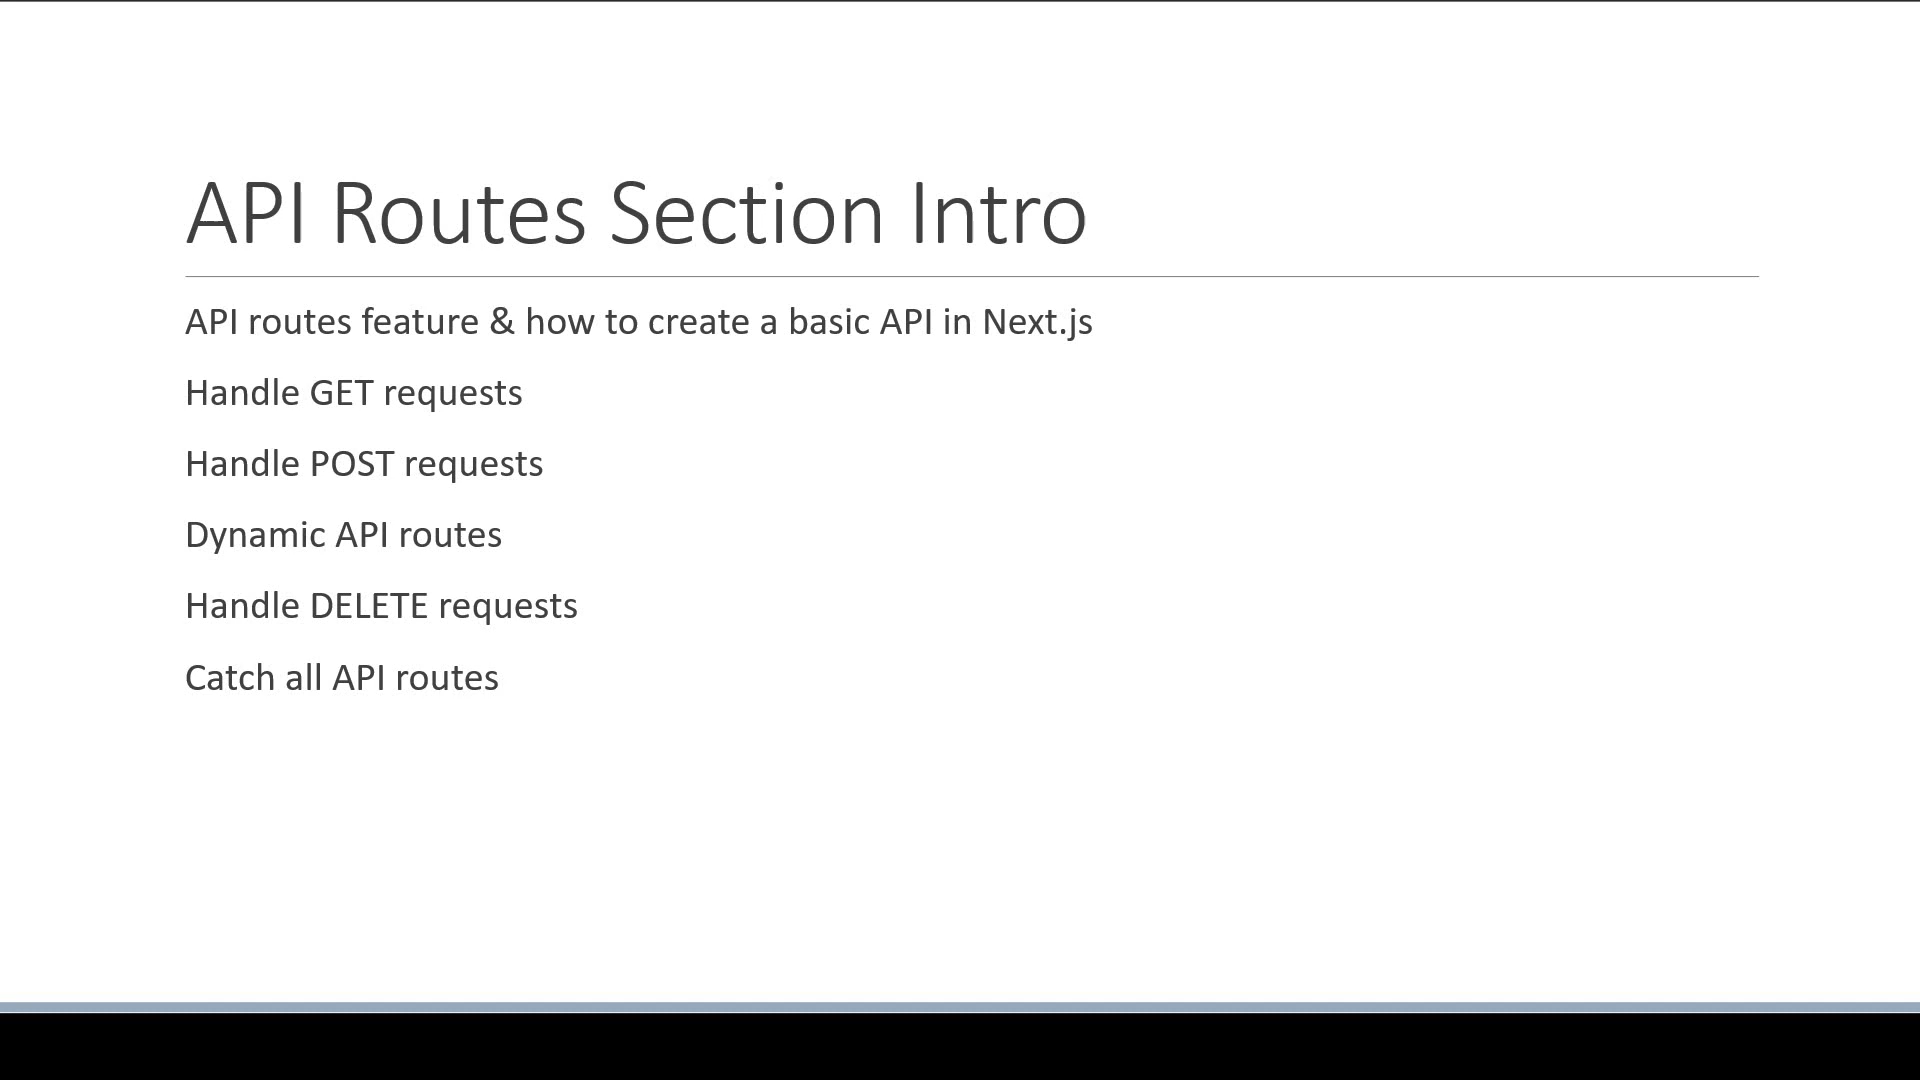 API Routes Section Intro
API routes feature & how to create a basic API in Next.js
Handle GET requests
Handle POST requests
Dynamic API routes
Handle DELETE requests
Catch all API routes